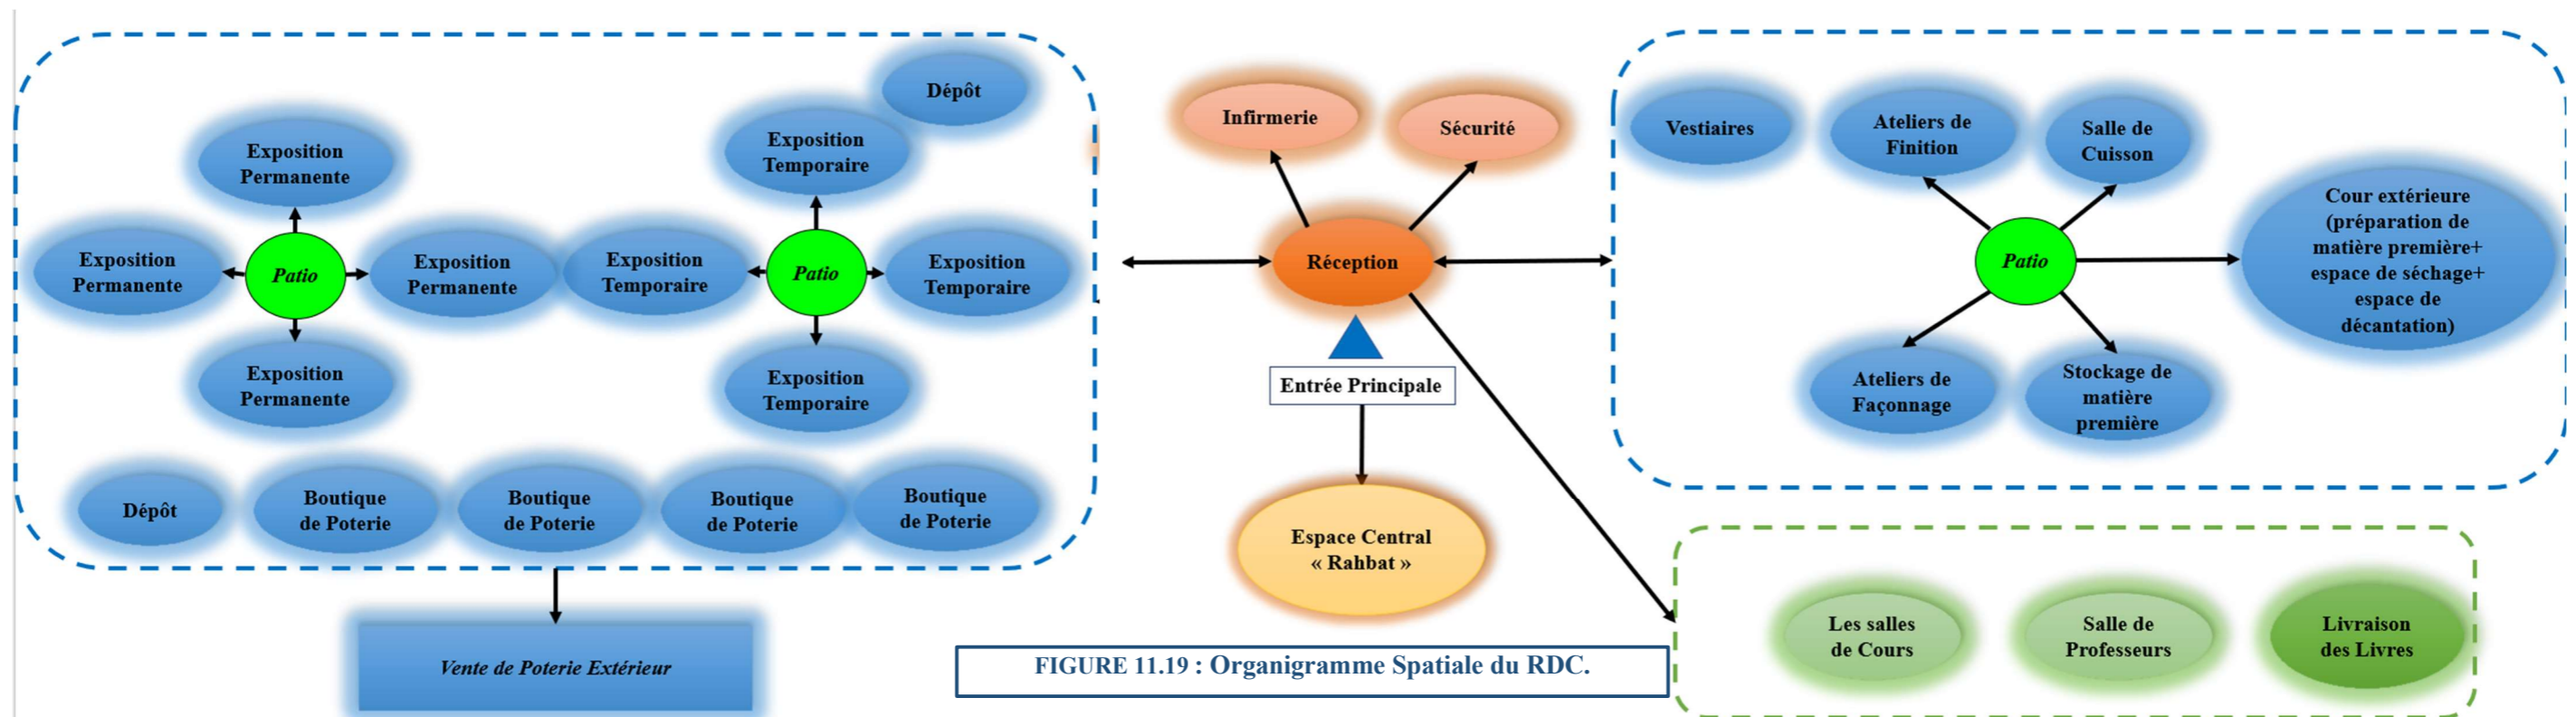 Dépôt
Exposition
Permanente
Exposition
Temporaire
Exposition
Permanente
Patio
Exposition
Permanente
Exposition
Temporaire
Patio
Exposition
Temporaire
Exposition
Permanente
Exposition
Temporaire
Dépôt
Boutique
de Poterie
Boutique
de Poterie
Boutique
de Poterie
Boutique
de Poterie
Vente de Poterie Extérieur
Infirmerie
Sécurité
Réception
Entrée Principale
Espace Central
« Rahbat »
Vestiaires
Ateliers de
Finition
Salle de
Cuisson
Patio
Cour extérieure
(préparation de
matière première+
espace de séchage+
espace de
décantation)
Ateliers de
Façonnage
Stockage de
matière
première
Les salles
de Cours
Salle de
Professeurs
Livraison
des Livres
FIGURE 11.19 : Organigramme Spatiale du RDC.